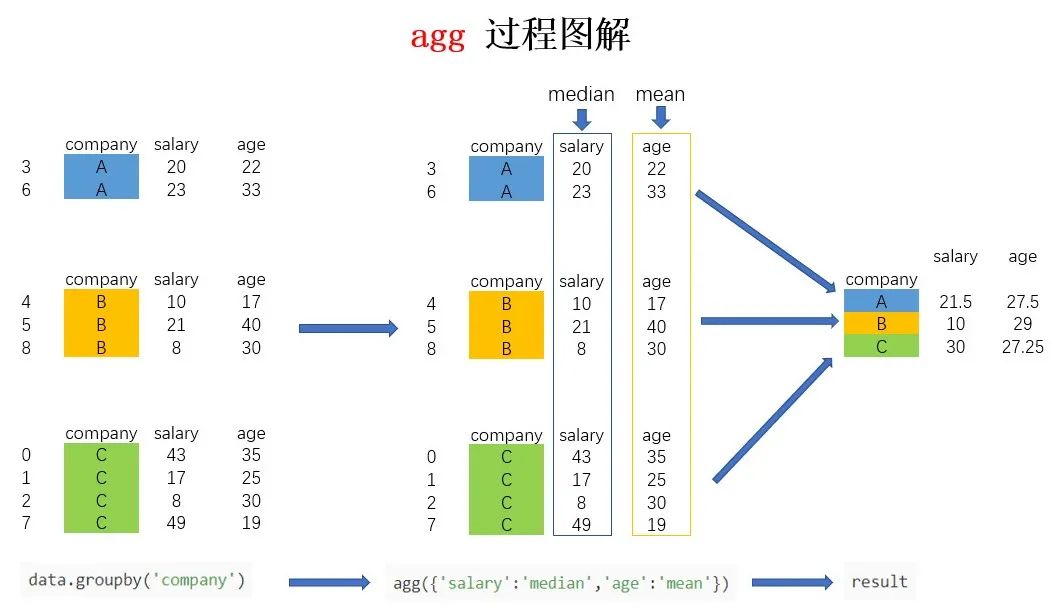 agg 过程图解
median mean
company salary age
3 A 20 22
6 A 23 33
company salary age
4 B 10 17
5 B 21 40
8 B 8 30
company salary age
0 C 43 35
1 C 17 25
2 C 8 30
7 C 49 19
company salary age
3 A 20 22
6 A 23 33
company salary age
4 B 10 17
5 B 21 40
8 B 8 30
company salary age
0 C 43 35
1 C 17 25
2 C 8 30
7 C 49 19
salary age
company
A 21.5 27.5
B 10 29
C 30 27.25
data.groupby('company')
agg({'salary':'median','age':'mean'})
result